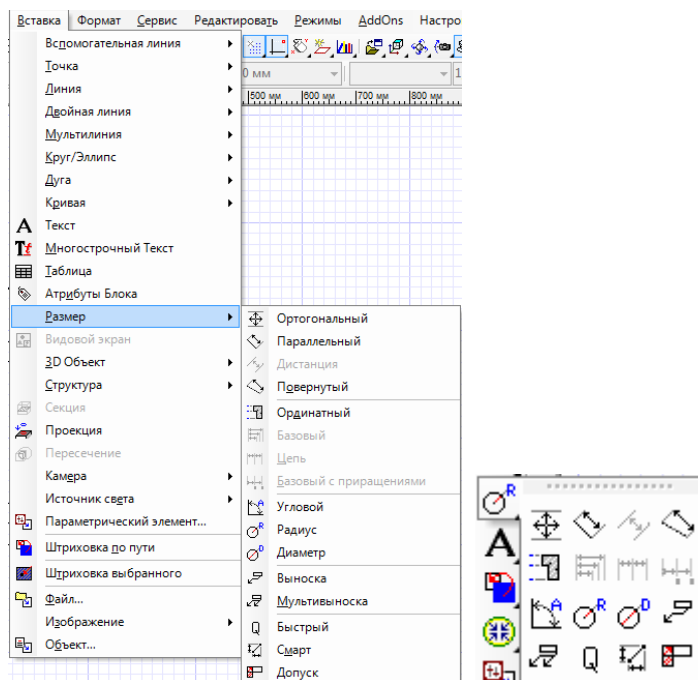 Вставка Формат Сервис Редактировать Режимы AddOns Настро
Вспомогательная линия
Точка
0 мм
1
Линия
500 мм 600 мм 700 мм 800 мм
Двойная линия
Мультилиния
Круг/Эллипс
Дуга
Кривая
Текст
Многострочный Текст
Таблица
Атрибуты Блока
Размер
Видовой экран
3D Объект
Структура
Секция
Проекция
Пересечение
Камера
Источник света
Параметрический элемент...
Штриховка по пути
Штриховка выбранного
Файл...
Изображение
Объект...
Ортогональный
Параллельный
Дистанция
Повернутый
Ординатный
Базовый
Цепь
Базовый с приращениями
Угловой
Радиус
Диаметр
Выноска
Мультивыноска
Быстрый
Смарт
Допуск